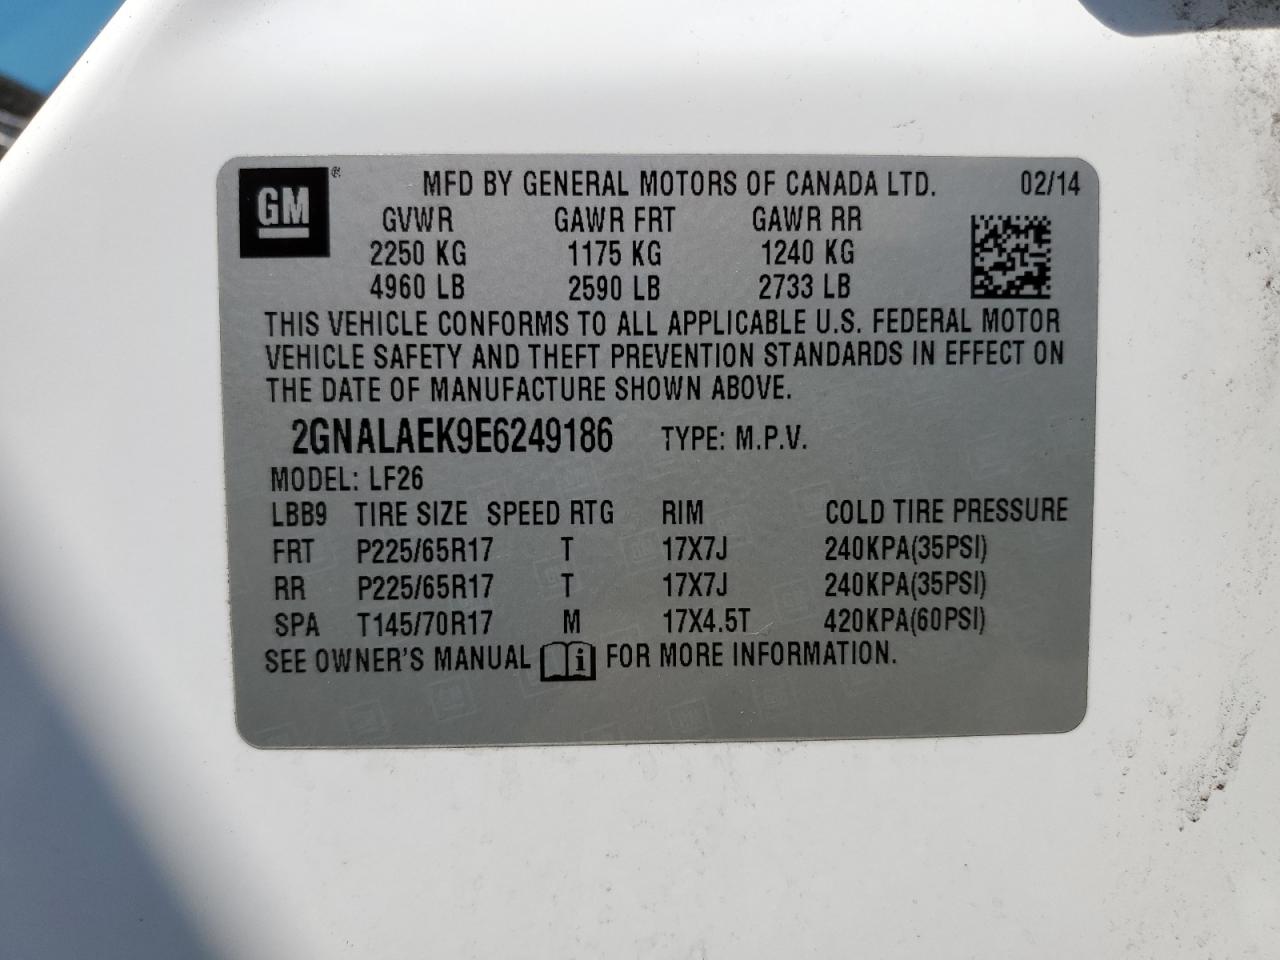 GM ® MFD BY GENERAL MOTORS OF CANADA LTD. 02/14
GVWR GAWR FRT GAWR RR
2250 KG 1175 KG 1240 KG
4960 LB 2590 LB 2733 LB
THIS VEHICLE CONFORMS TO ALL APPLICABLE U.S. FEDERAL MOTOR
VEHICLE SAFETY AND THEFT PREVENTION STANDARDS IN EFFECT ON
THE DATE OF MANUFACTURE SHOWN ABOVE.
2GNALAEK9E6249186 TYPE: M.P.V.
MODEL: LF26
LBB9 TIRE SIZE SPEED RTG RIM COLD TIRE PRESSURE
FRT P225/65R17 T 17X7J 240KPA(35PSI)
RR P225/65R17 T 17X7J 240KPA(35PSI)
SPA T145/70R17 M 17X4.5T 420KPA(60PSI)
SEE OWNER'S MANUAL i FOR MORE INFORMATION.